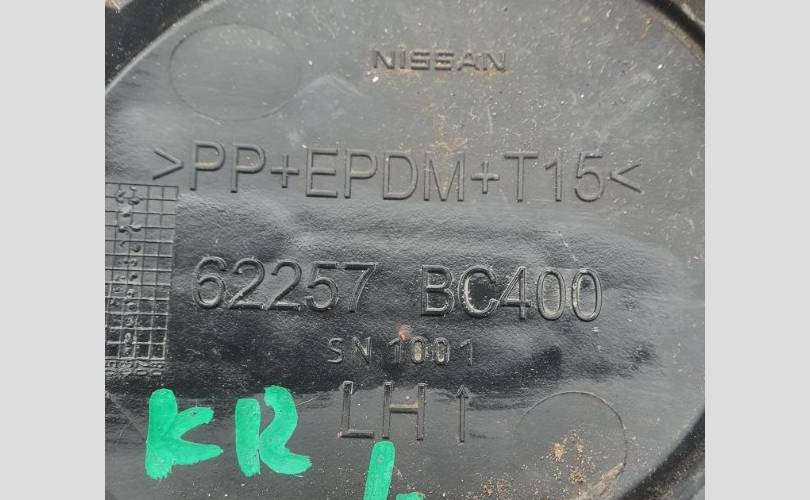 NISSAN
>PP+EPDM+T15<
62257 BC400
SN 1001
LH↑
KR